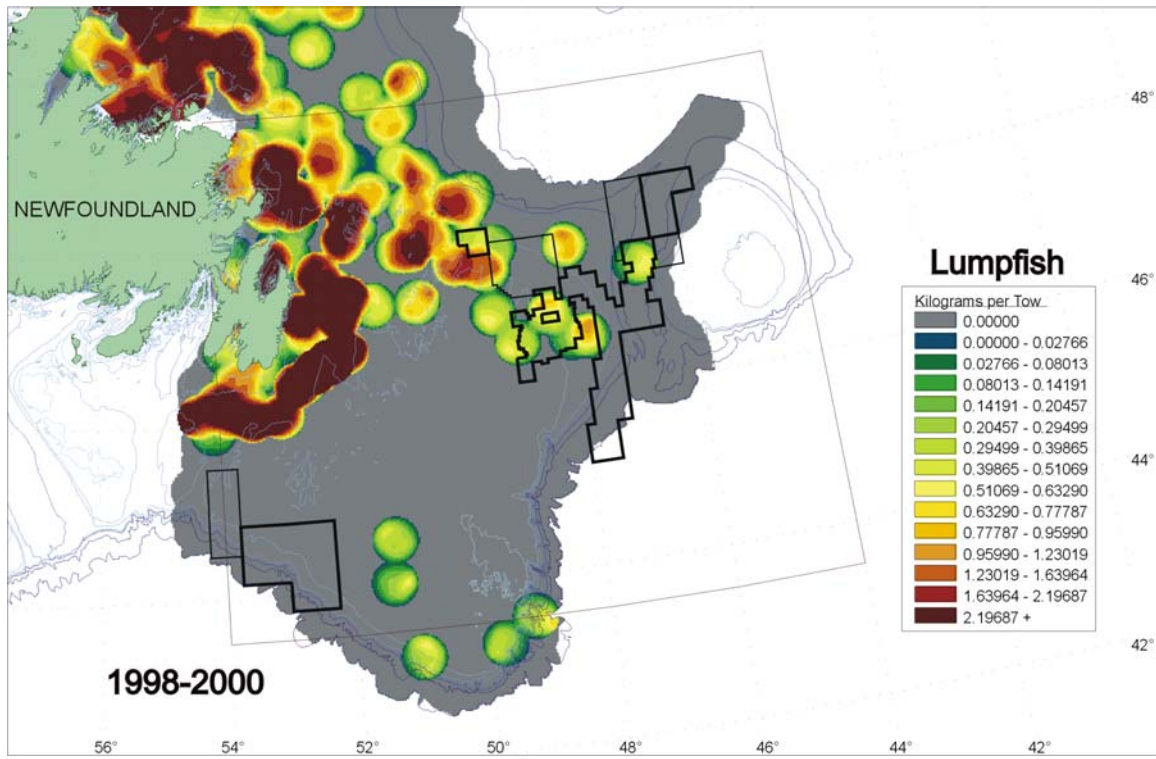 NEWFOUNDLAND
48°
46°
44°
42°
Lumpfish
Kilograms per Tow
0.00000
0.00000 - 0.02766
0.02766 - 0.08013
0.08013 - 0.14191
0.14191 - 0.20457
0.20457 - 0.29499
0.29499 - 0.39865
0.39865 - 0.51069
0.51069 - 0.63290
0.63290 - 0.77787
0.77787 - 0.95990
0.95990 - 1.23019
1.23019 - 1.63964
1.63964 - 2.19687
2.19687 +
1998-2000
56° 54° 52° 50° 48° 46° 44° 42°